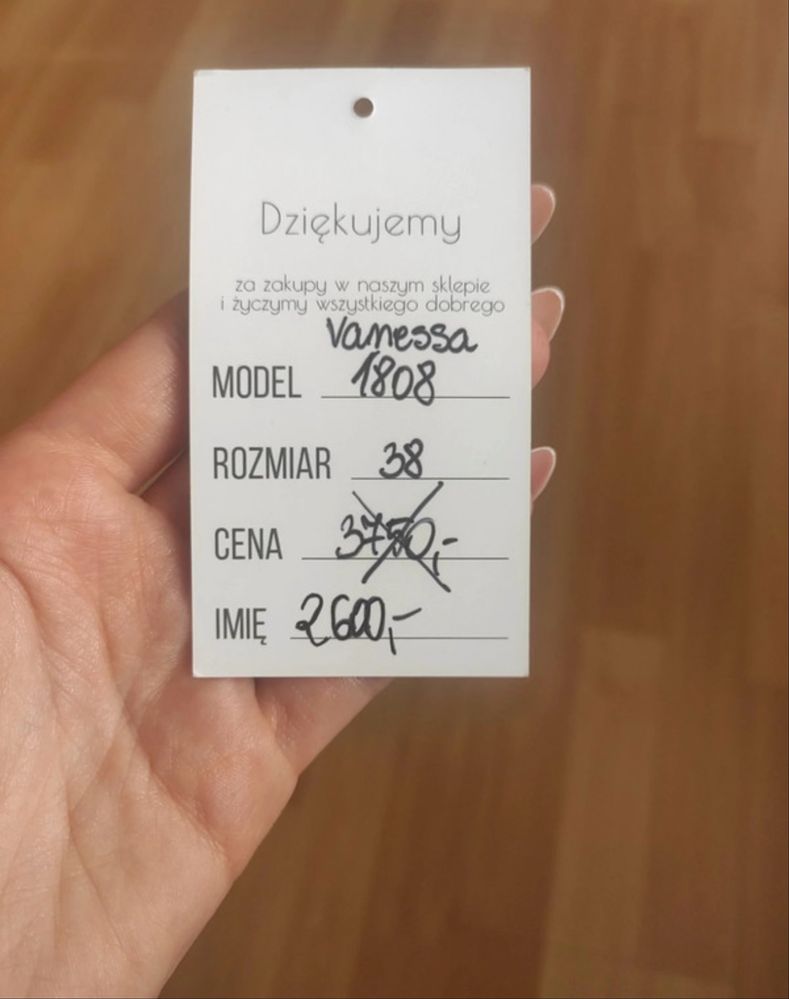 Dziękujemy
za zakupy w naszym sklepie
i życzymy wszystkiego dobrego
Vanessa
MODEL 1808
ROZMIAR 38
CENA 3750,-
IMIĘ 2600,-